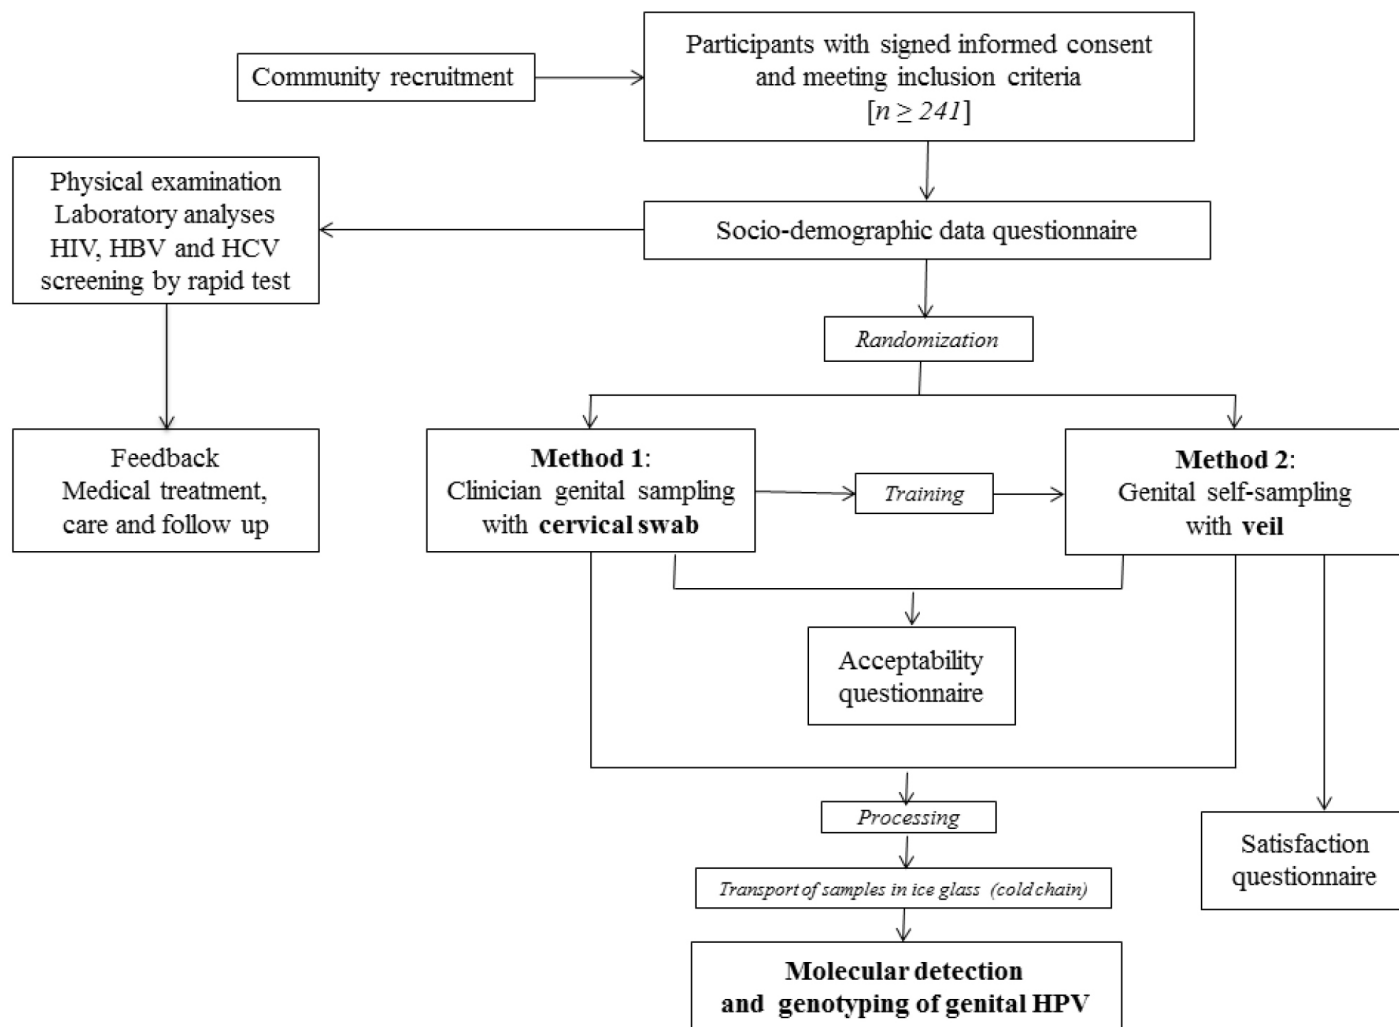 Community recruitment
Participants with signed informed consent
and meeting inclusion criteria
[n ≥ 241]
Physical examination
Laboratory analyses
HIV, HBV and HCV
screening by rapid test
Socio-demographic data questionnaire
Randomization
Feedback
Medical treatment,
care and follow up
Method 1:
Clinician genital sampling
with cervical swab
Training
Method 2:
Genital self-sampling
with veil
Acceptability
questionnaire
Processing
Satisfaction
questionnaire
Transport of samples in ice glass (cold chain)
Molecular detection
and genotyping of genital HPV